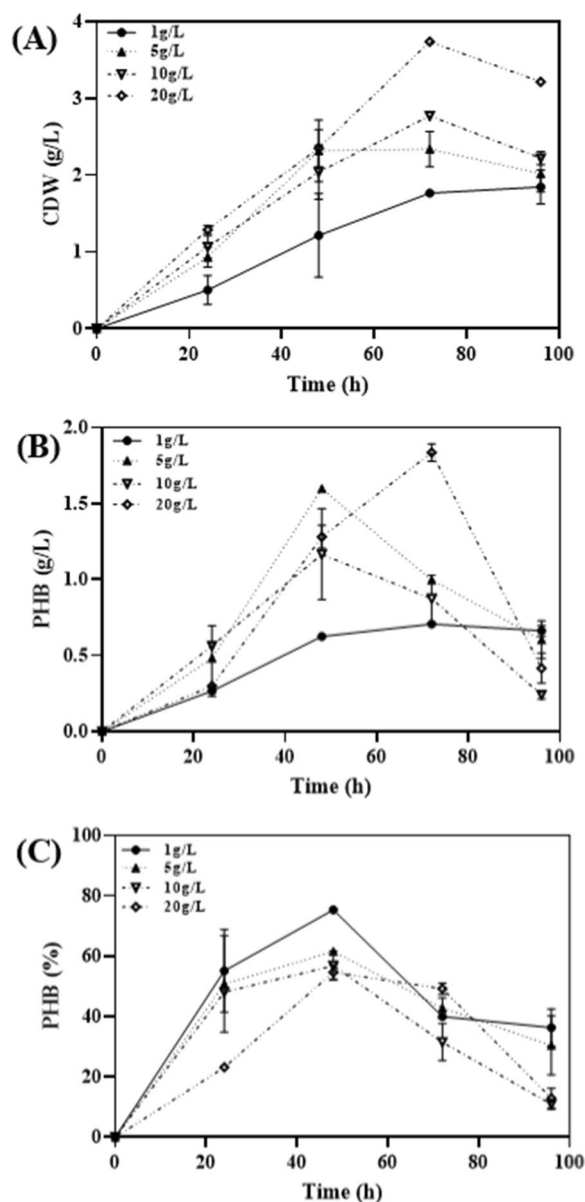 (A)
4
3
2
1
0
CDW (g/L)
1g/L
5g/L
10g/L
20g/L
0 20 40 60 80 100
Time (h)
(B)
2.0
1.5
1.0
0.5
0.0
PHB (g/L)
1g/L
5g/L
10g/L
20g/L
0 20 40 60 80 100
Time (h)
(C)
100
80
60
40
20
0
PHB (%)
1g/L
5g/L
10g/L
20g/L
0 20 40 60 80 100
Time (h)